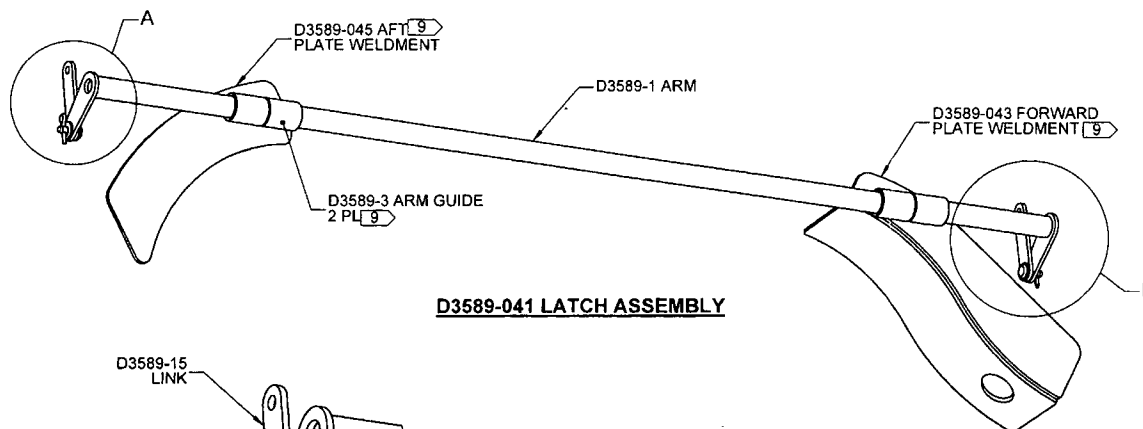 A
D3589-045 AFT 9
PLATE WELDMENT
D3589-1 ARM
D3589-043 FORWARD
PLATE WELDMENT 9
D3589-3 ARM GUIDE
2 PL 9
D3589-041 LATCH ASSEMBLY
D3589-15
LINK